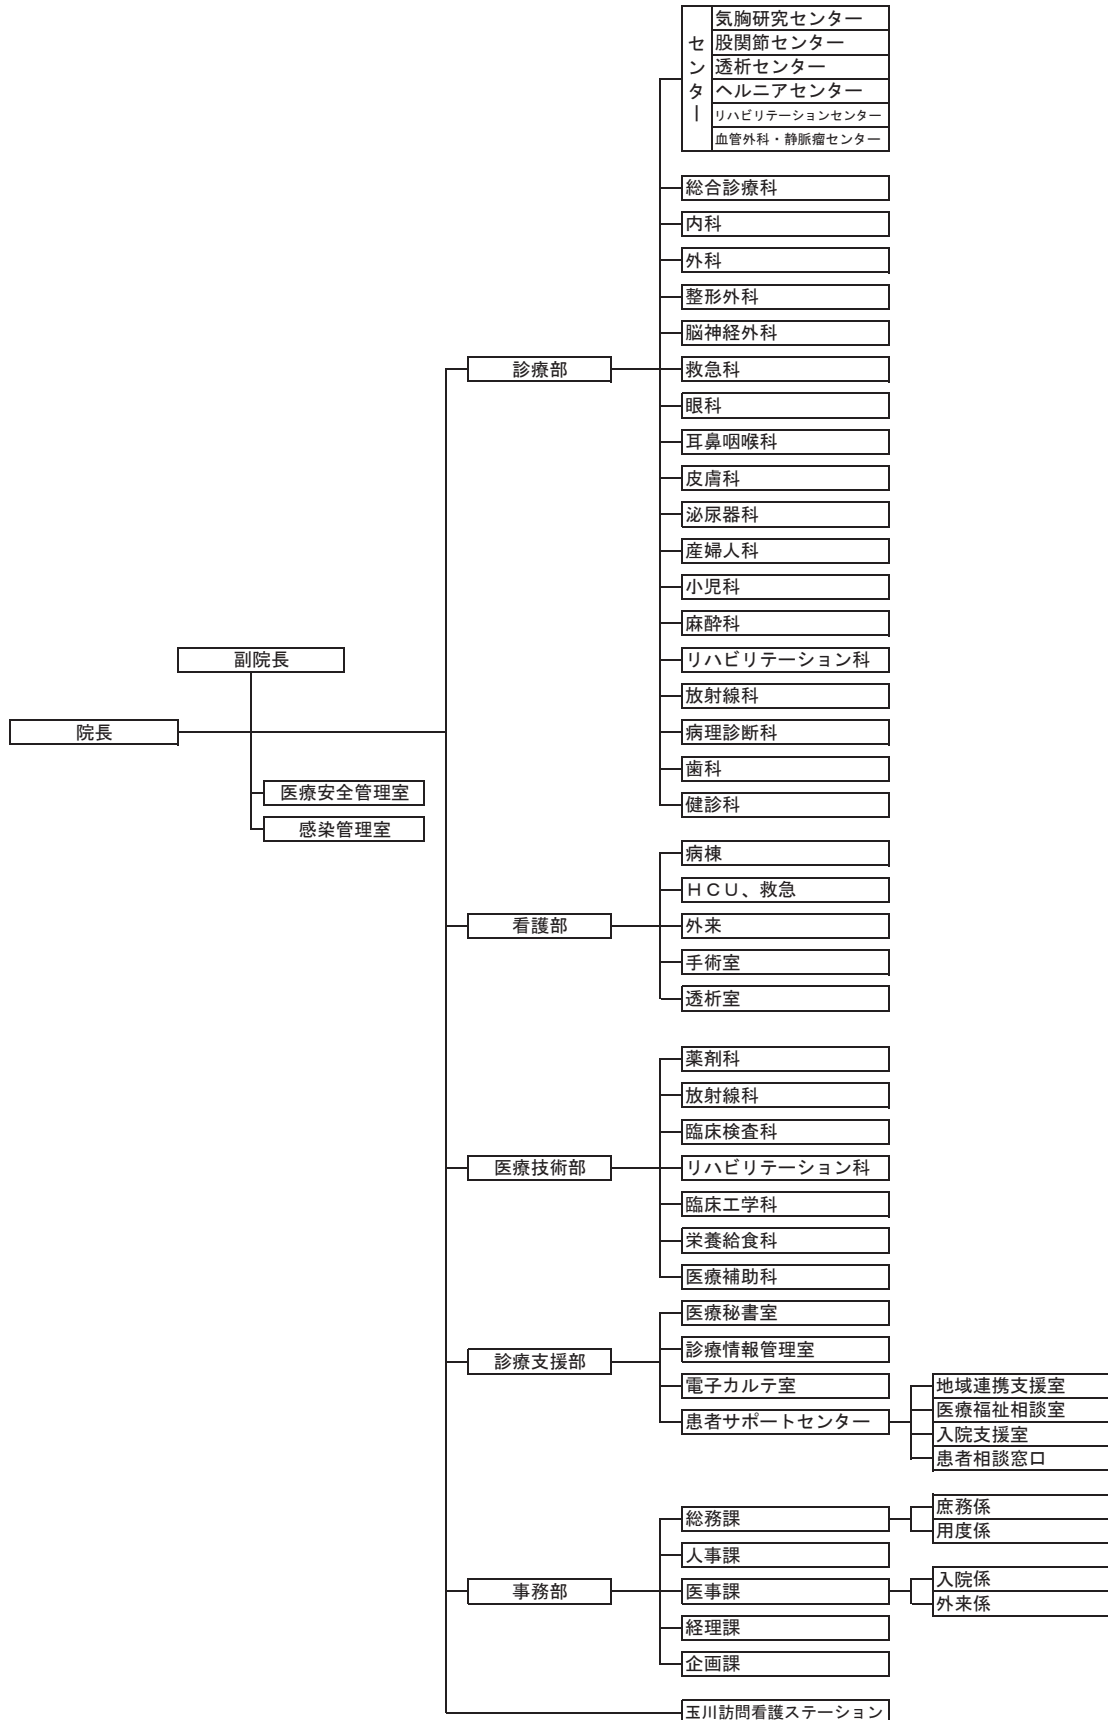 院長
副院長
医療安全管理室
感染管理室
診療部
センター
気胸研究センター
股関節センター
透析センター
ヘルニアセンター
リハビリテーションセンター
血管外科・静脈瘤センター
総合診療科
内科
外科
整形外科
脳神経外科
救急科
眼科
耳鼻咽喉科
皮膚科
泌尿器科
産婦人科
小児科
麻酔科
リハビリテーション科
放射線科
病理診断科
歯科
健診科
看護部
病棟
HCU、救急
外来
手術室
透析室
医療技術部
薬剤科
放射線科
臨床検査科
リハビリテーション科
臨床工学科
栄養給食科
医療補助科
診療支援部
医療秘書室
診療情報管理室
電子カルテ室
患者サポートセンター
地域連携支援室
医療福祉相談室
入院支援室
患者相談窓口
事務部
総務課
庶務係
用度係
人事課
医事課
入院係
外来係
経理課
企画課
玉川訪問看護ステーション